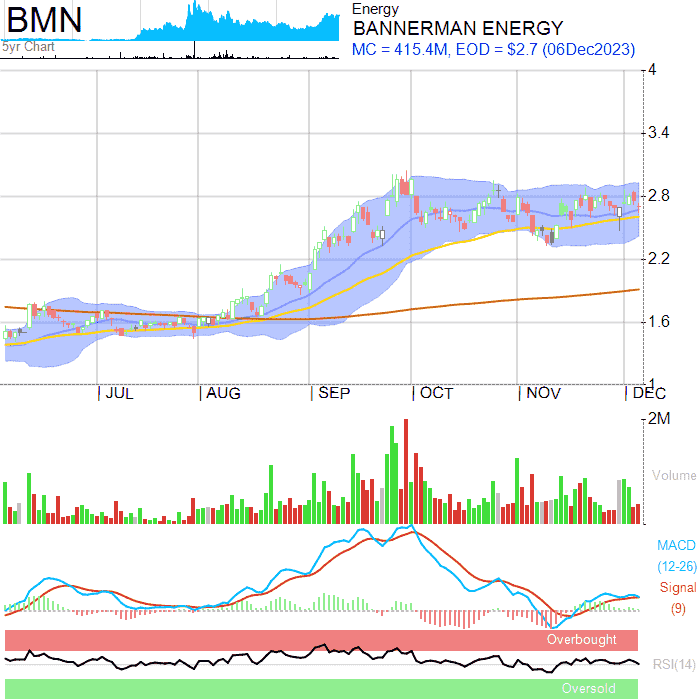 BMN
5yr Chart
Energy
BANNERMAN ENERGY
MC = 415.4M, EOD = $2.7 (06Dec2023)
4
3.4
2.8
2.2
1.6
1
JUL
AUG
SEP
OCT
NOV
DEC
2M
Volume
MACD
(12-26)
Signal
(9)
Overbought
RSI(14)
Oversold